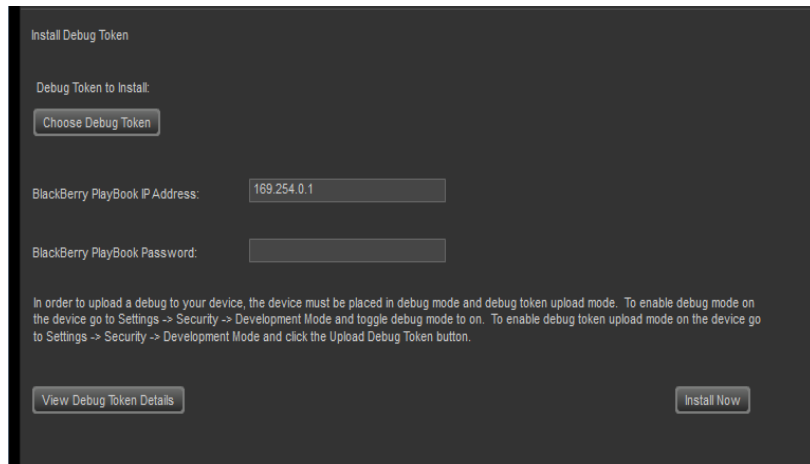 Install Debug Token
Debug Token to Install:
Choose Debug Token
BlackBerry PlayBook IP Address:
169.254.0.1
BlackBerry PlayBook Password:
In order to upload a debug to your device, the device must be placed in debug mode and debug token upload mode. To enable debug mode on
the device go to Settings -> Security -> Development Mode and toggle debug mode to on. To enable debug token upload mode on the device go
to Settings -> Security -> Development Mode and click the Upload Debug Token button.
View Debug Token Details
Install Now